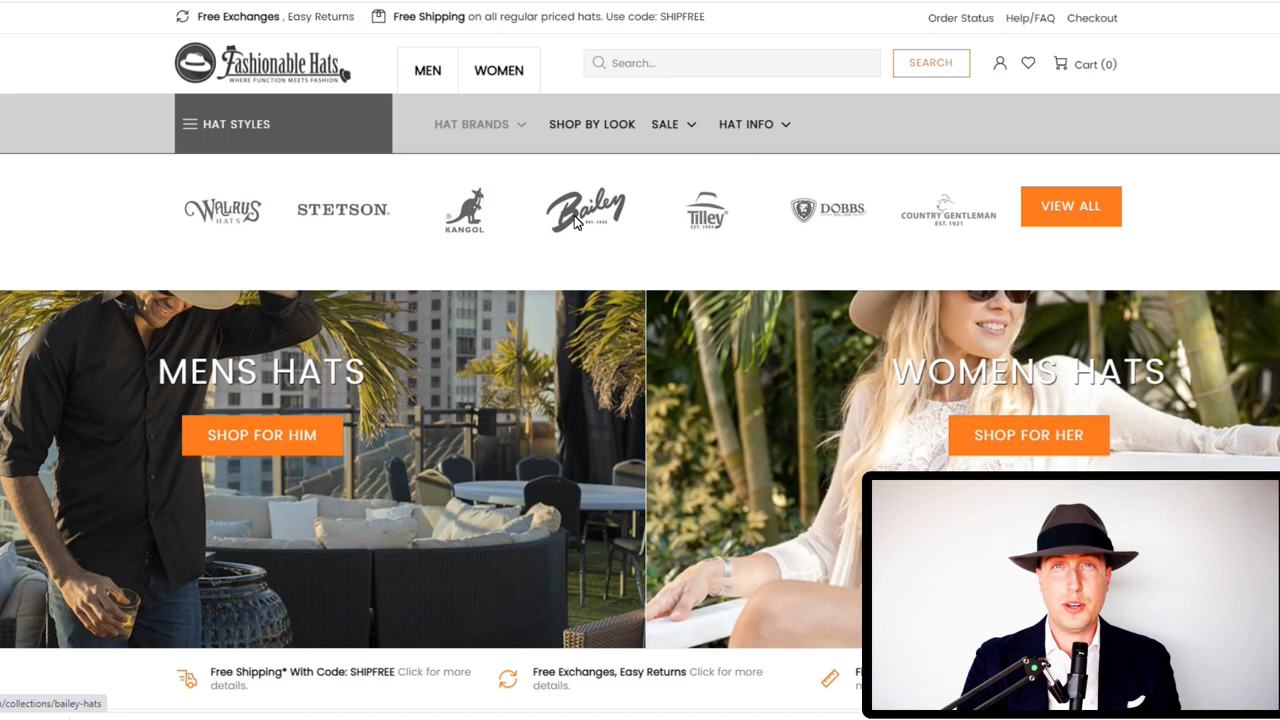 Free Exchanges , Easy Returns
Free Shipping on all regular priced hats. Use code: SHIPFREE
Order Status Help/FAQ Checkout
Fashionable Hats
WHERE FUNCTION MEETS FASHION
MEN WOMEN
Search...
SEARCH
Cart (0)
HAT STYLES
HAT BRANDS SHOP BY LOOK SALE HAT INFO
WALRUS
HATS
STETSON
KANGOL
Bailey
EST. 1922
Tilley
EST. 1984
DOBBS
COUNTRY GENTLEMAN
EST. 1921
VIEW ALL
MENS HATS
SHOP FOR HIM
WOMENS HATS
SHOP FOR HER
Free Shipping* With Code: SHIPFREE Click for more
details.
Free Exchanges, Easy Returns Click for more
details.
/collections/bailey-hats